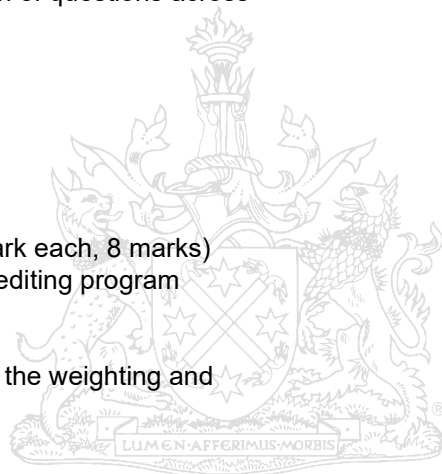 n of questions across
ark each, 8 marks)
editing program
the weighting and
LUMEN•AFFERIMUS•MORBIS
®